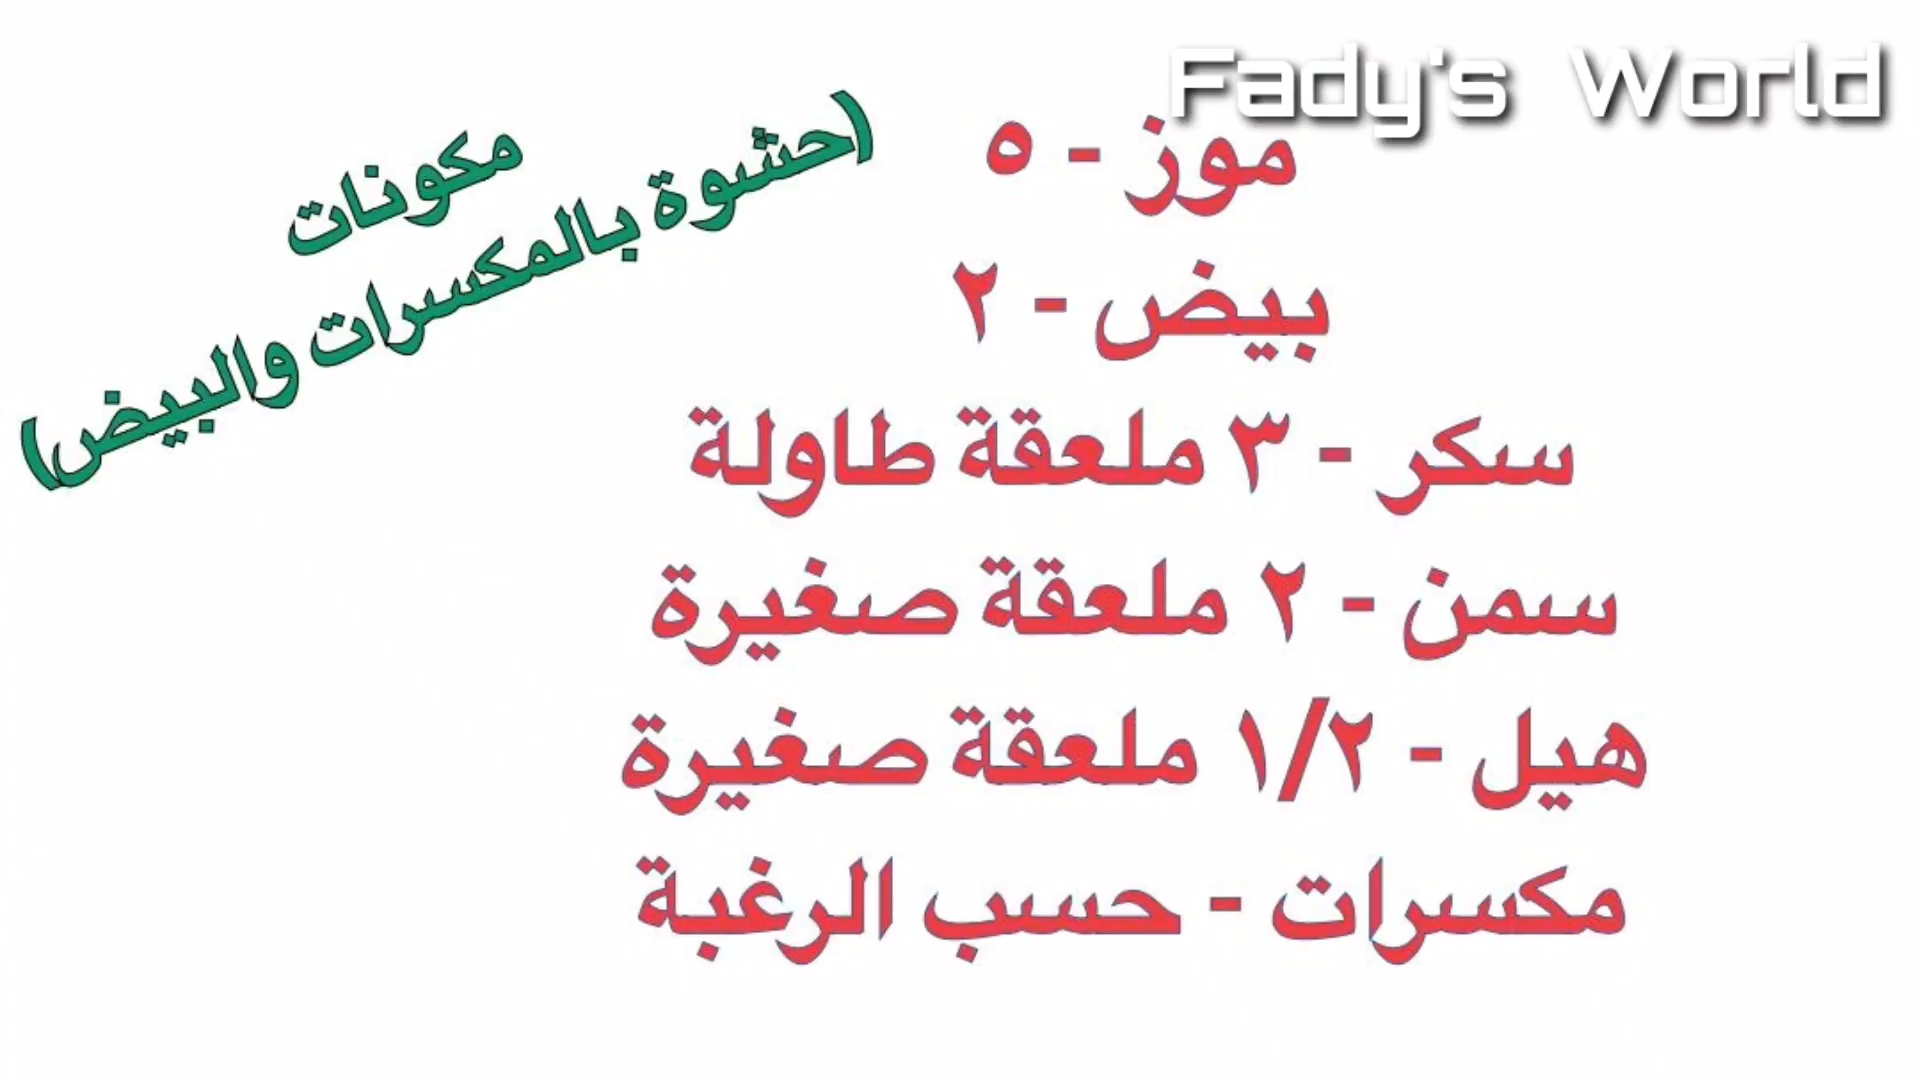 Fady's World
مكونات
(حشوة بالمكسرات والبيض)
موز - ٥
بيض - ٢
سكر - ٣ ملعقة طاولة
سمن - ٢ ملعقة صغيرة
هيل - ١/٢ ملعقة صغيرة
مكسرات - حسب الرغبة